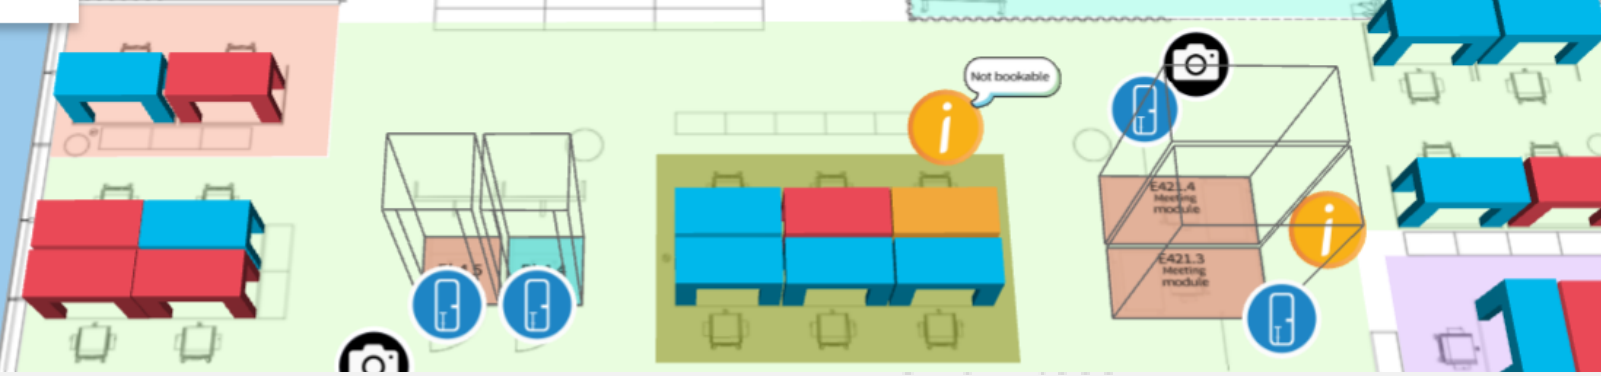 Not bookable
E421.4
Meeting
module
E421.3
Meeting
module